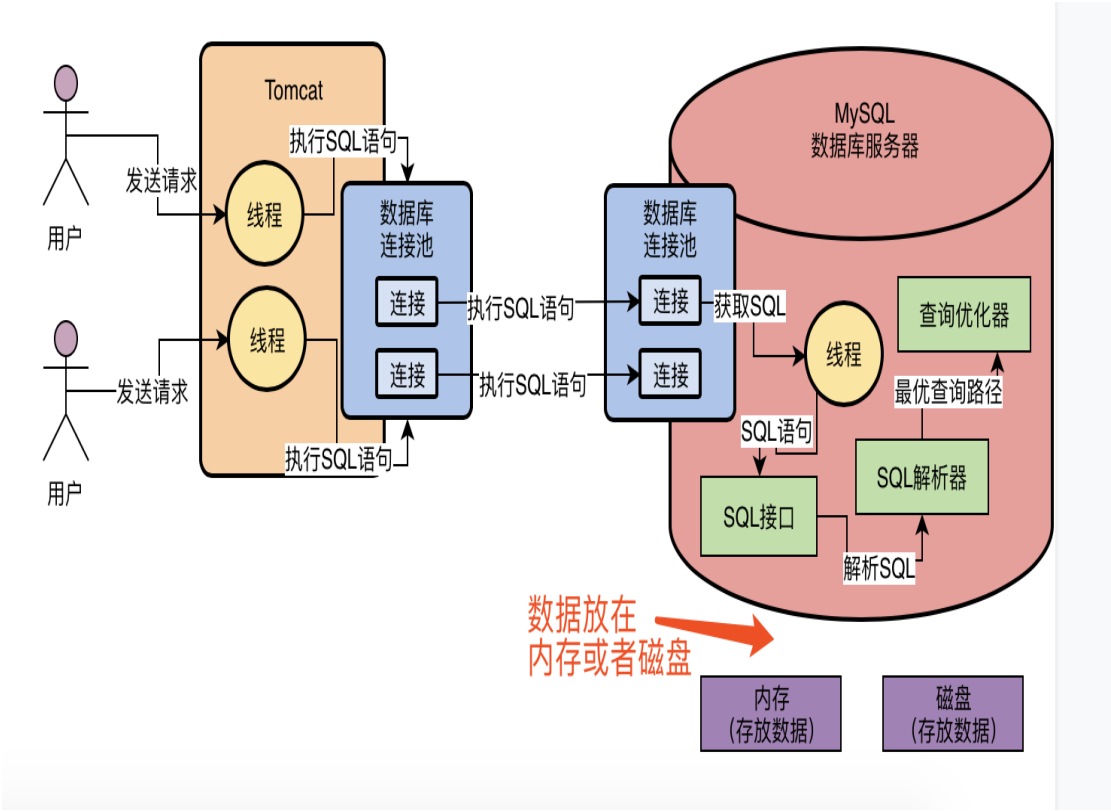 Tomcat
执行SQL语句
发送请求
线程
用户
数据库
连接池
连接
执行SQL语句
连接
执行SQL语句
线程
发送请求
执行SQL语句
用户
MySQL
数据库服务器
数据库
连接池
连接
获取SQL
连接
线程
查询优化器
最优查询路径
SQL语句
SQL解析器
SQL接口
解析SQL
数据放在
内存或者磁盘
内存
(存放数据)
磁盘
(存放数据)